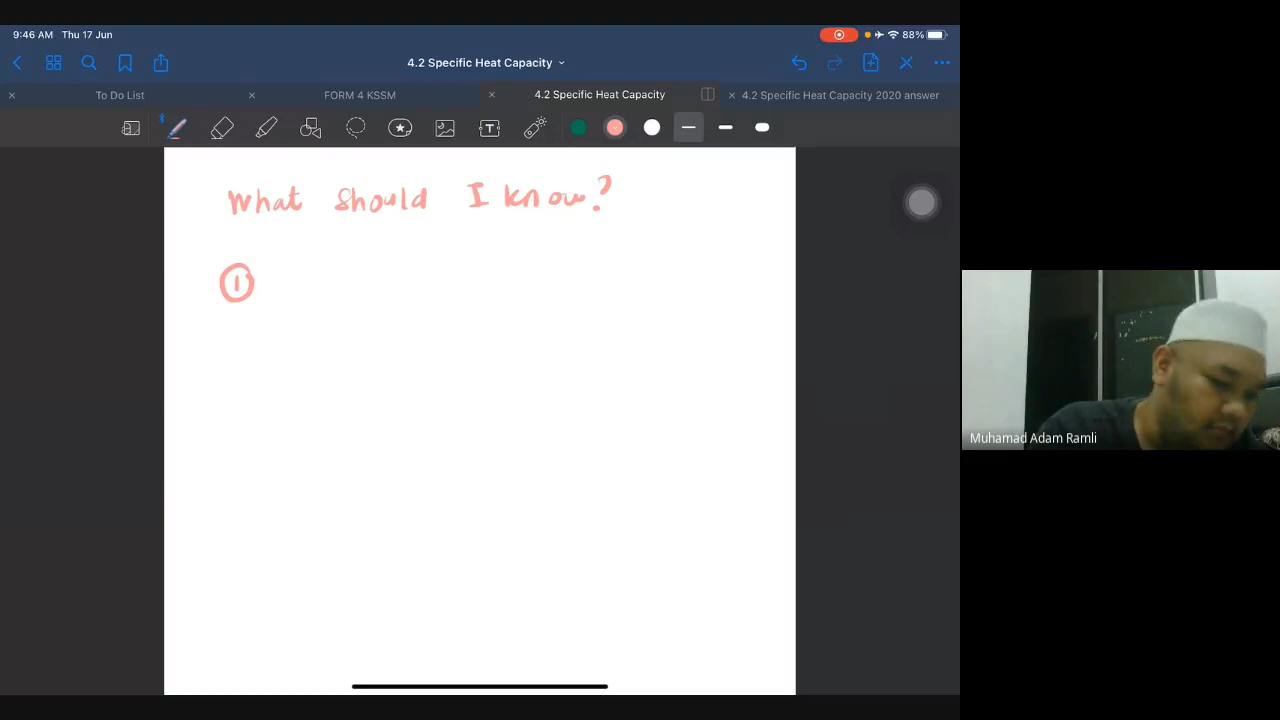 9:46 AM Thu 17 Jun
88%
4.2 Specific Heat Capacity
To Do List
FORM 4 KSSM
4.2 Specific Heat Capacity
4.2 Specific Heat Capacity 2020 answer
What should I know?
1
Muhamad Adam Ramli